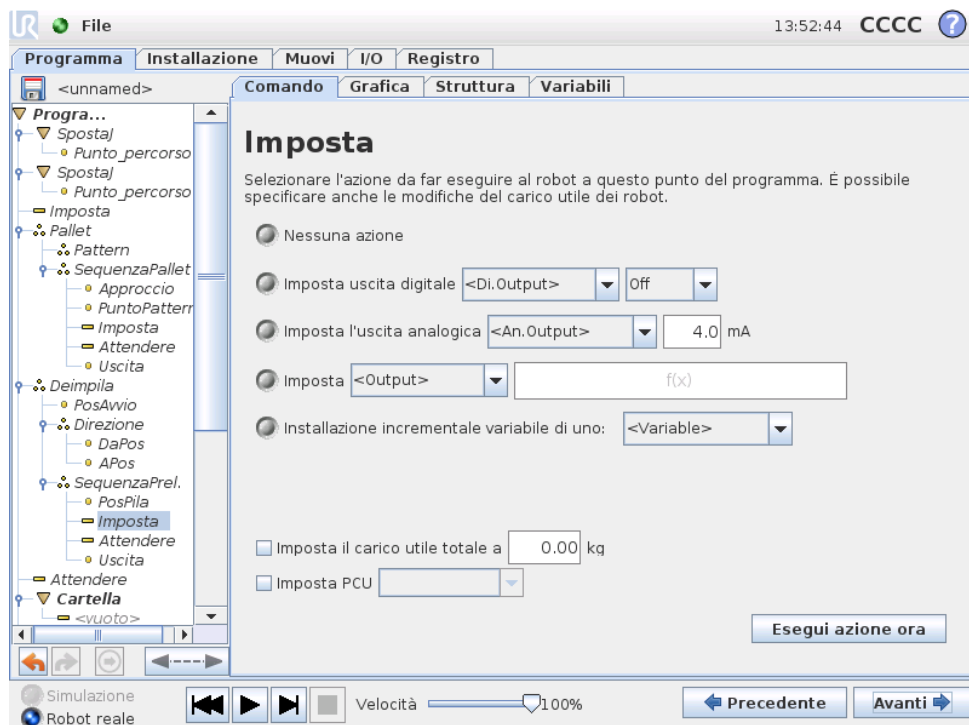 UR File 13:52:44 CCCC ?
Programma Installazione Muovi I/O Registro
<unnamed>
Comando Grafica Struttura Variabili
Progra...
SpostaJ
Punto_percorso
SpostaJ
Punto_percorso
Imposta
Pallet
Pattern
SequenzaPallet
Approccio
PuntoPattern
Imposta
Attendere
Uscita
Deimpila
PosAvvio
Direzione
DaPos
APos
SequenzaPrel.
PosPila
Imposta
Attendere
Uscita
Attendere
Cartella
<vuoto>
Imposta
Selezionare l'azione da far eseguire al robot a questo punto del programma. É possibile
specificare anche le modifiche del carico utile dei robot.
Nessuna azione
Imposta uscita digitale <Di.Output> Off
Imposta l'uscita analogica <An.Output> 4.0 mA
Imposta <Output> f(x)
Installazione incrementale variabile di uno: <Variable>
Imposta il carico utile totale a 0.00 kg
Imposta PCU
Esegui azione ora
Simulazione
Robot reale
Velocità 100%
Precedente Avanti